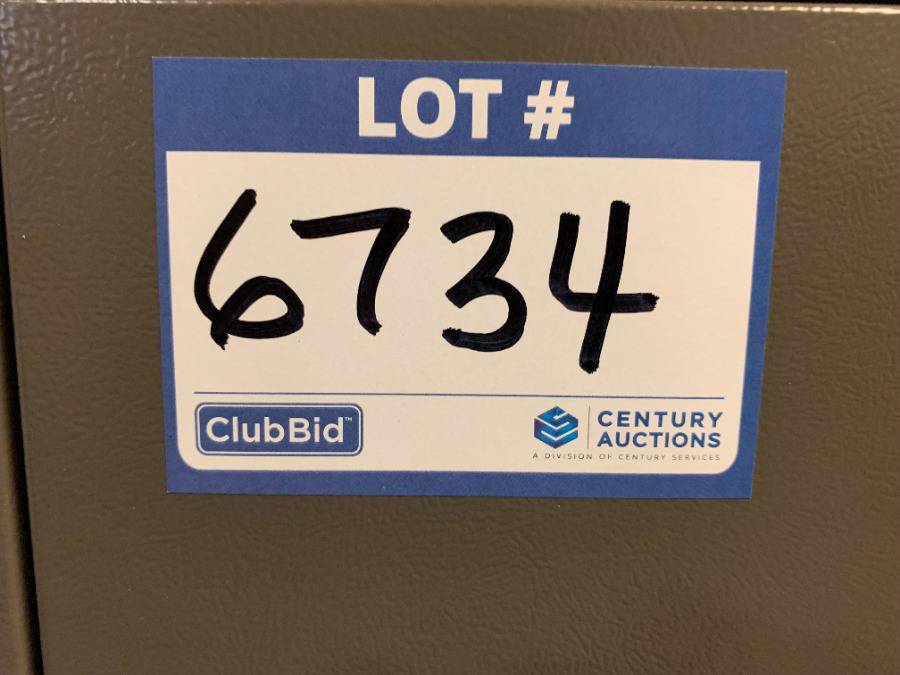 LOT #
6734
ClubBid™
CENTURY
AUCTIONS
A DIVISION OF CENTURY SERVICES